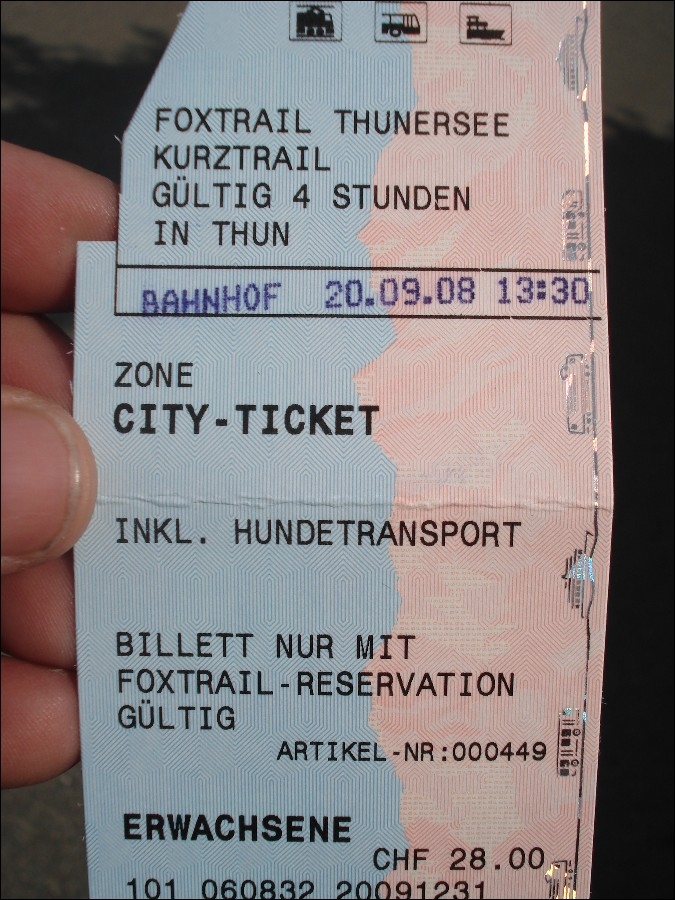 FOXTRAIL THUNERSEE
KURZTRAIL
GÜLTIG 4 STUNDEN
IN THUN
BAHNHOF 20.09.08 13:30
ZONE
CITY-TICKET
INKL. HUNDETRANSPORT
BILLETT NUR MIT
FOXTRAIL-RESERVATION
GÜLTIG
ARTIKEL-NR:000449
ERWACHSENE
CHF 28.00
101 060832 20091231